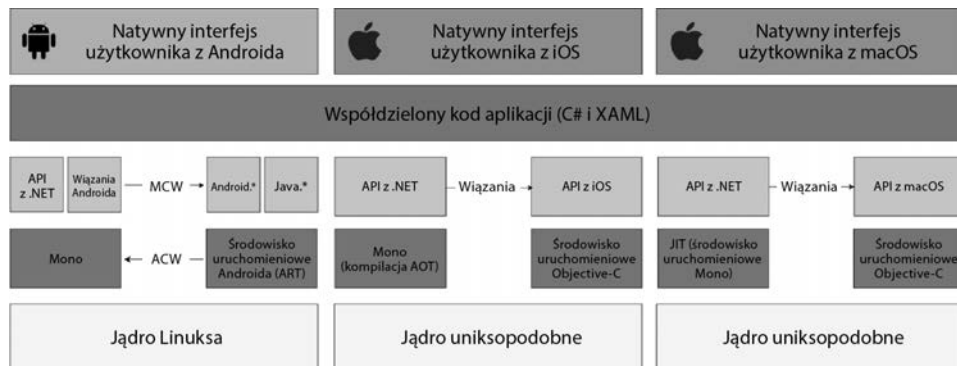 Natywny interfejs
użytkownika z Androida
Natywny interfejs
użytkownika z iOS
Natywny interfejs
użytkownika z macOS
Współdzielony kod aplikacji (C# i XAML)
API
z .NET
Wiązania
Androida
MCW
Android.*
Java.*
API z .NET
Wiązania
API z iOS
API z .NET
Wiązania
API z macOS
Mono
ACW
Środowisko
uruchomieniowe
Androida (ART)
Mono
(kompilacja AOT)
Środowisko
uruchomieniowe
Objective-C
JIT (środowisko
uruchomieniowe
Mono)
Środowisko
uruchomieniowe
Objective-C
Jądro Linuksa
Jądro uniksopodobne
Jądro uniksopodobne